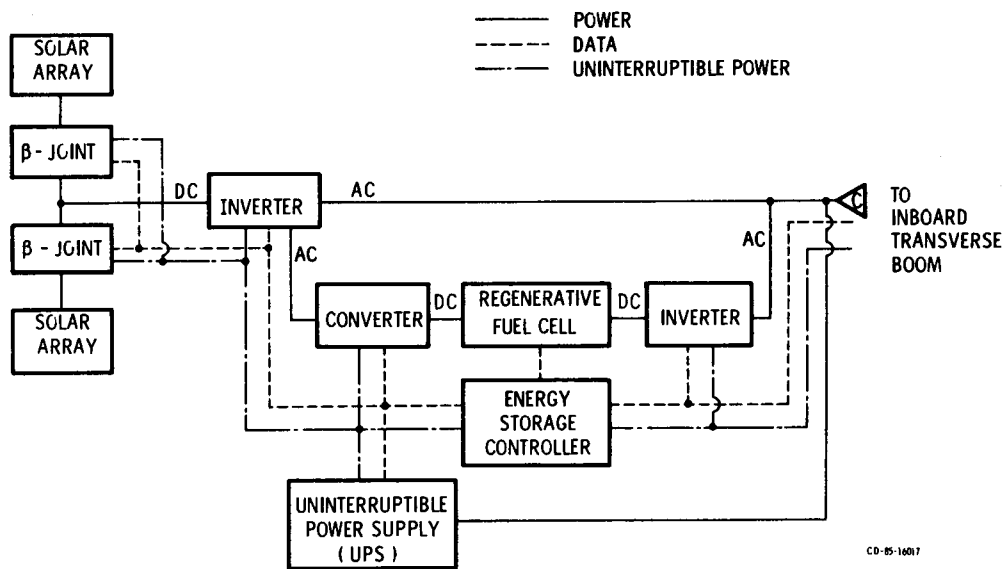 POWER
DATA
UNINTERRUPTIBLE POWER
SOLAR
ARRAY
β - JOINT
DC
INVERTER
AC
C
TO
INBOARD
TRANSVERSE
BOOM
β - JOINT
AC
AC
SOLAR
ARRAY
CONVERTER
DC
REGENERATIVE
FUEL CELL
DC
INVERTER
ENERGY
STORAGE
CONTROLLER
UNINTERRUPTIBLE
POWER SUPPLY
( UPS )
CD-85-16017